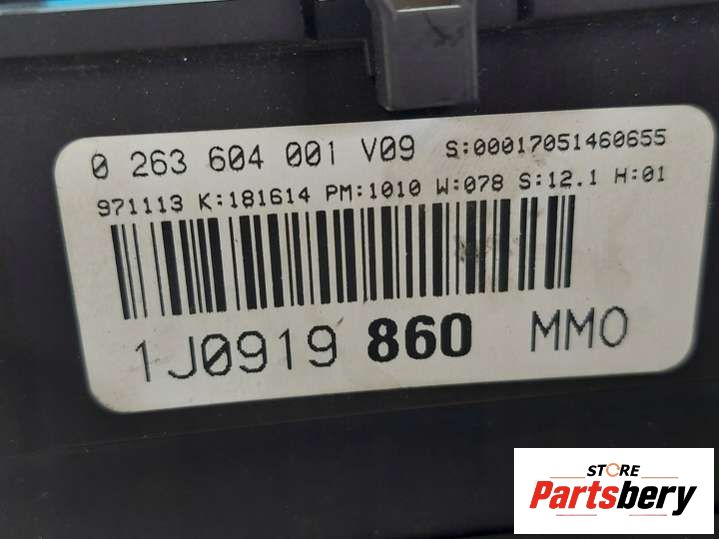 0 263 604 001 V09 S:00017051460655
971113 K:181614 PM:1010 W:078 S:12.1 H:01
1J0919 860 MMO
STORE
Partsbery